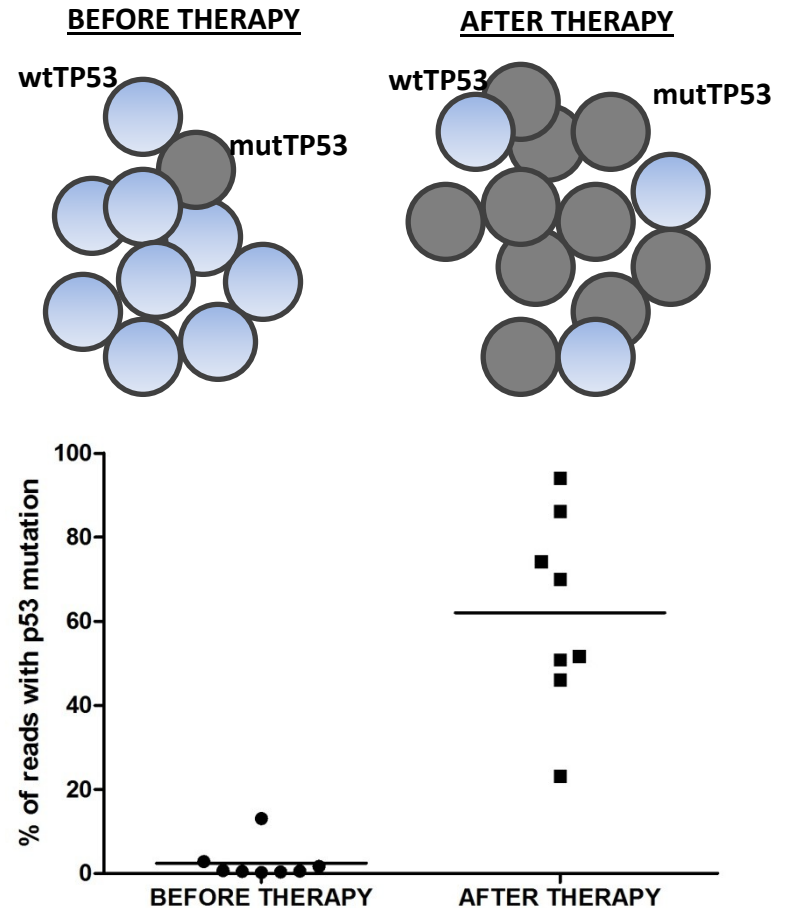 BEFORE THERAPY
AFTER THERAPY
wtTP53
mutTP53
wtTP53
mutTP53
% of reads with p53 mutation
100
80
60
40
20
0
BEFORE THERAPY
AFTER THERAPY